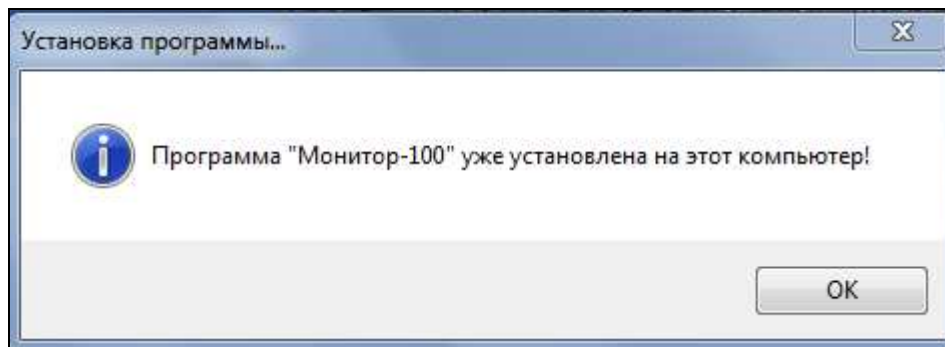 Установка программы...
Программа "Монитор-100" уже установлена на этот компьютер!
OK